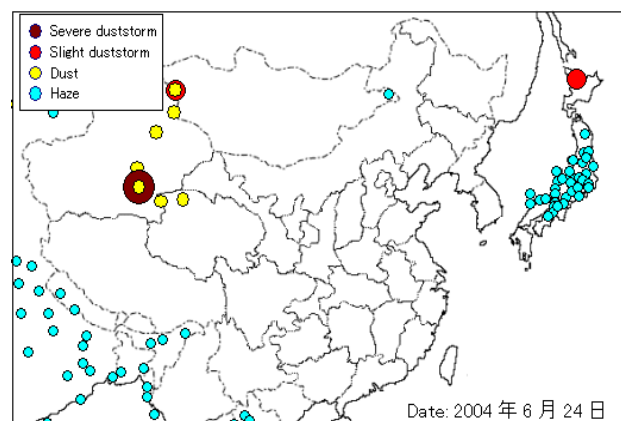 Severe duststorm
Slight duststorm
Dust
Haze
Date: 2004 年 6 月 24 日